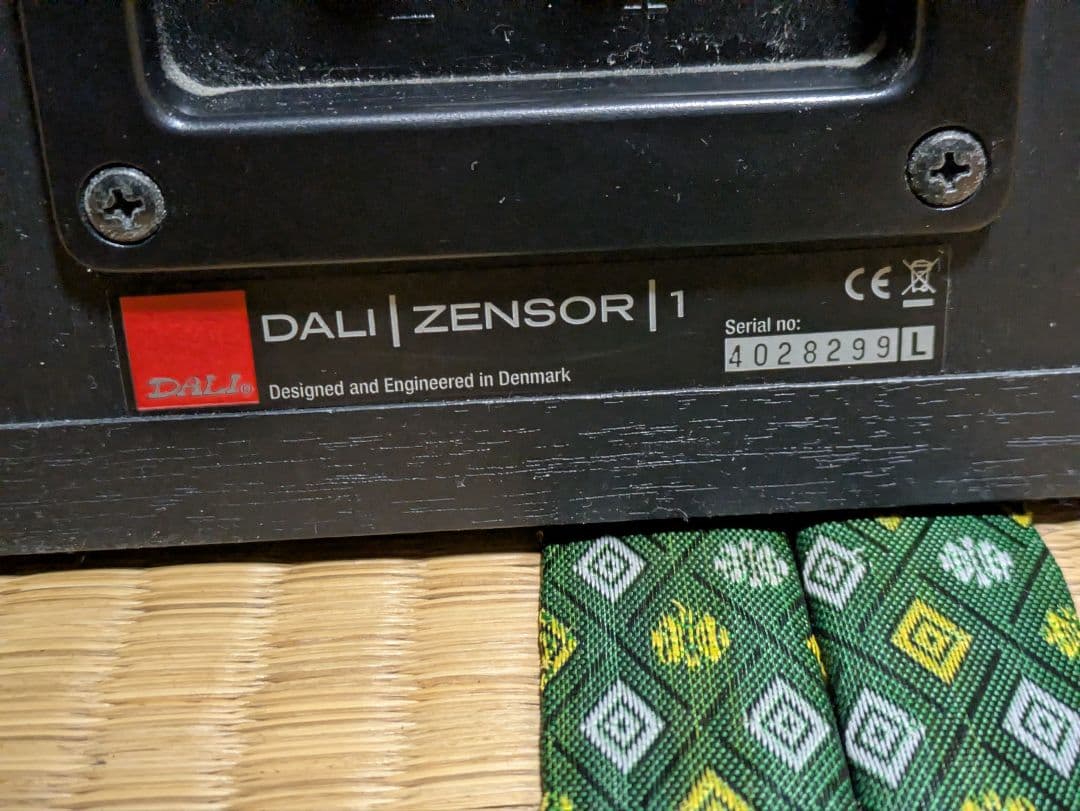 − +
DALI | ZENSOR | 1
CE
Serial no:
4028299 L
DALI®
Designed and Engineered in Denmark